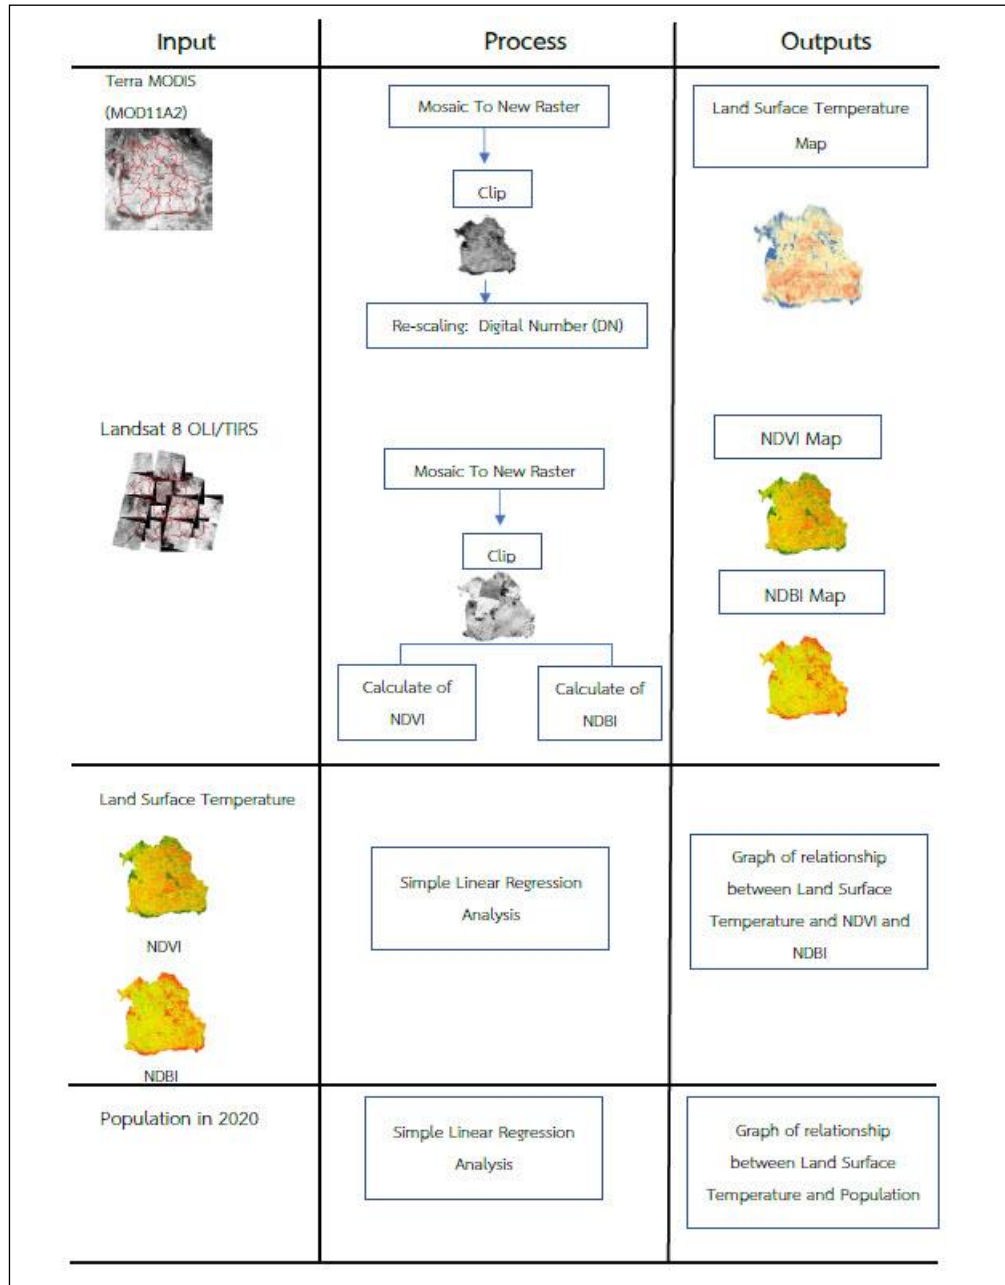 Input
Process
Outputs
Terra MODIS
(MOD11A2)
Mosaic To New Raster
Clip
Re-scaling: Digital Number (DN)
Land Surface Temperature
Map
Landsat 8 OLI/TIRS
Mosaic To New Raster
Clip
Calculate of
NDVI
Calculate of
NDBI
NDVI Map
NDBI Map
Land Surface Temperature
NDVI
NDBI
Simple Linear Regression
Analysis
Graph of relationship
between Land Surface
Temperature and NDVI and
NDBI
Population in 2020
Simple Linear Regression
Analysis
Graph of relationship
between Land Surface
Temperature and Population